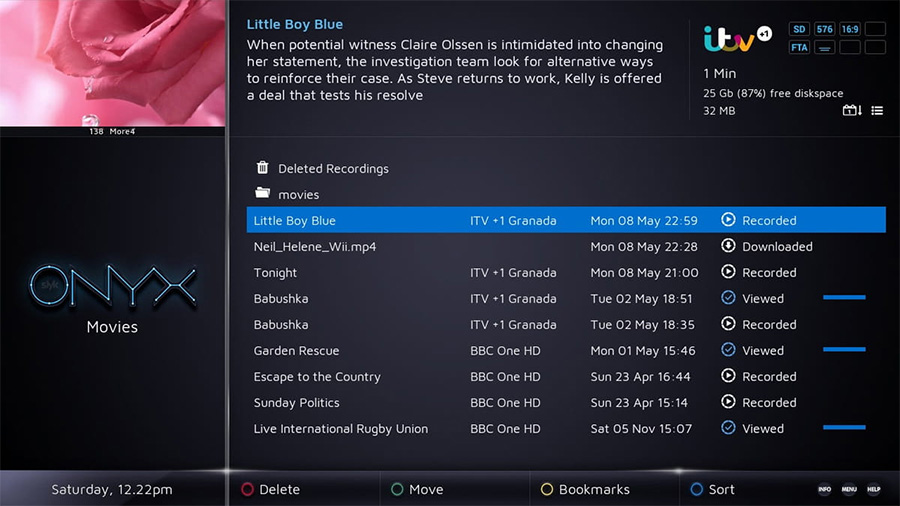 Little Boy Blue
When potential witness Claire Olssen is intimidated into changing
her statement, the investigation team look for alternative ways
to reinforce their case. As Steve returns to work, Kelly is offered
a deal that tests his resolve
itv +1
SD 576 16:9
FTA
1 Min
25 Gb (87%) free diskspace
32 MB
1
138 More4
Deleted Recordings
movies
Little Boy Blue ITV +1 Granada Mon 08 May 22:59 Recorded
Neil_Helene_Wii.mp4 Mon 08 May 22:28 Downloaded
Tonight ITV +1 Granada Mon 08 May 21:00 Recorded
Babushka ITV +1 Granada Tue 02 May 18:51 Viewed
Babushka ITV +1 Granada Tue 02 May 18:35 Recorded
Garden Rescue BBC One HD Mon 01 May 15:46 Viewed
Escape to the Country BBC One HD Sun 23 Apr 16:44 Recorded
Sunday Politics BBC One HD Sun 23 Apr 15:14 Recorded
Live International Rugby Union BBC One HD Sat 05 Nov 15:07 Viewed
slyk
ONYX
Movies
Saturday, 12.22pm Delete Move Bookmarks Sort INFO MENU HELP